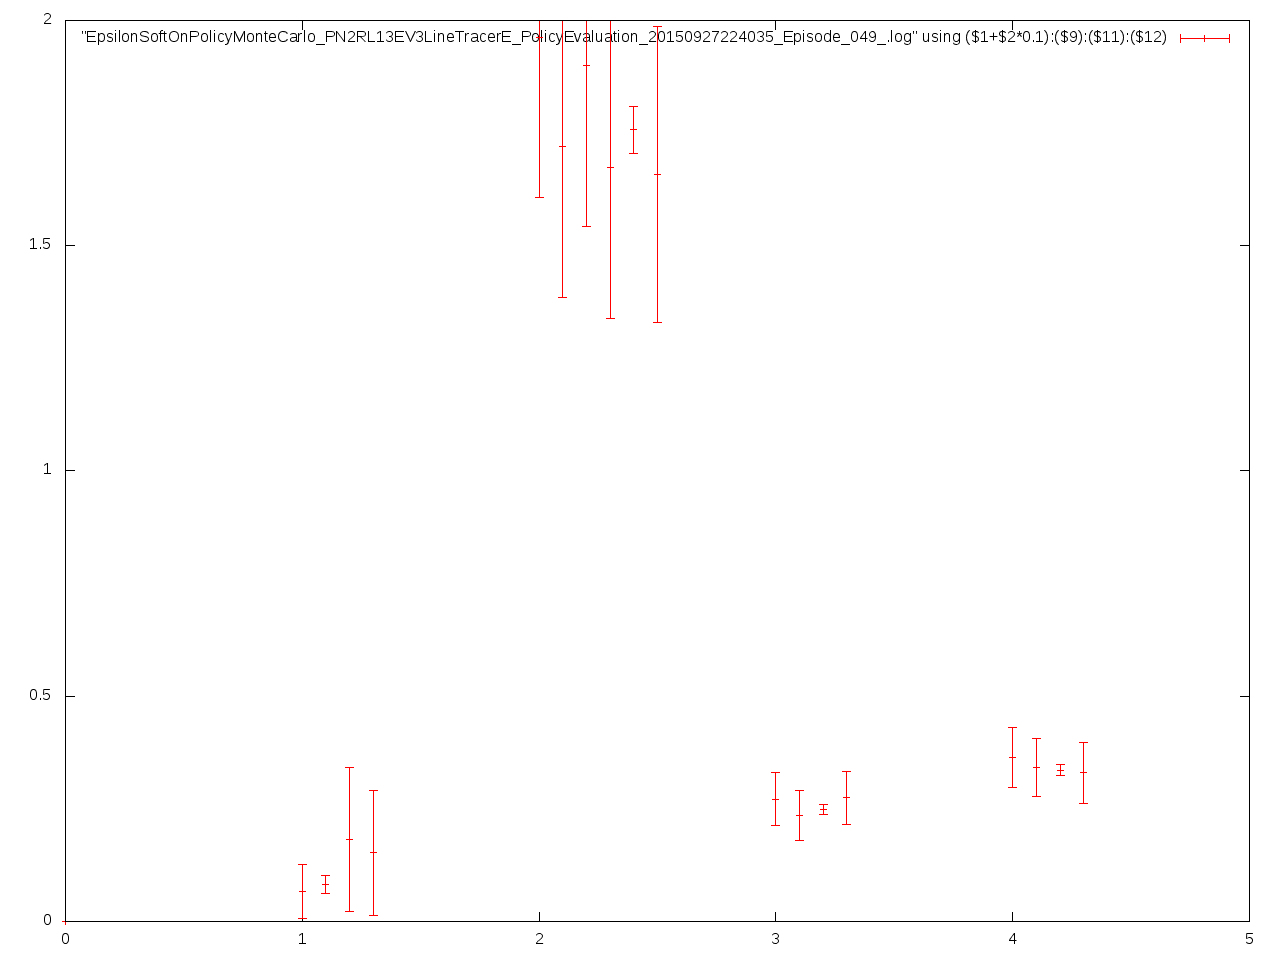 2
"EpsilonSoftOnPolicyMonteCarlo_PN2RL13EV3LineTracerE_PolicyEvaluation_20150927224035_Episode_049_.log" using ($1+$2*0.1):($9):($11):($12)
1.5
1
0.5
0
0 1 2 3 4 5